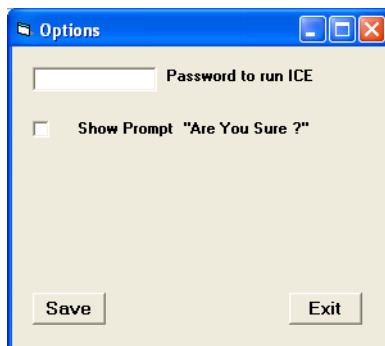 Options
Password to run ICE
Show Prompt "Are You Sure ?"
Save Exit